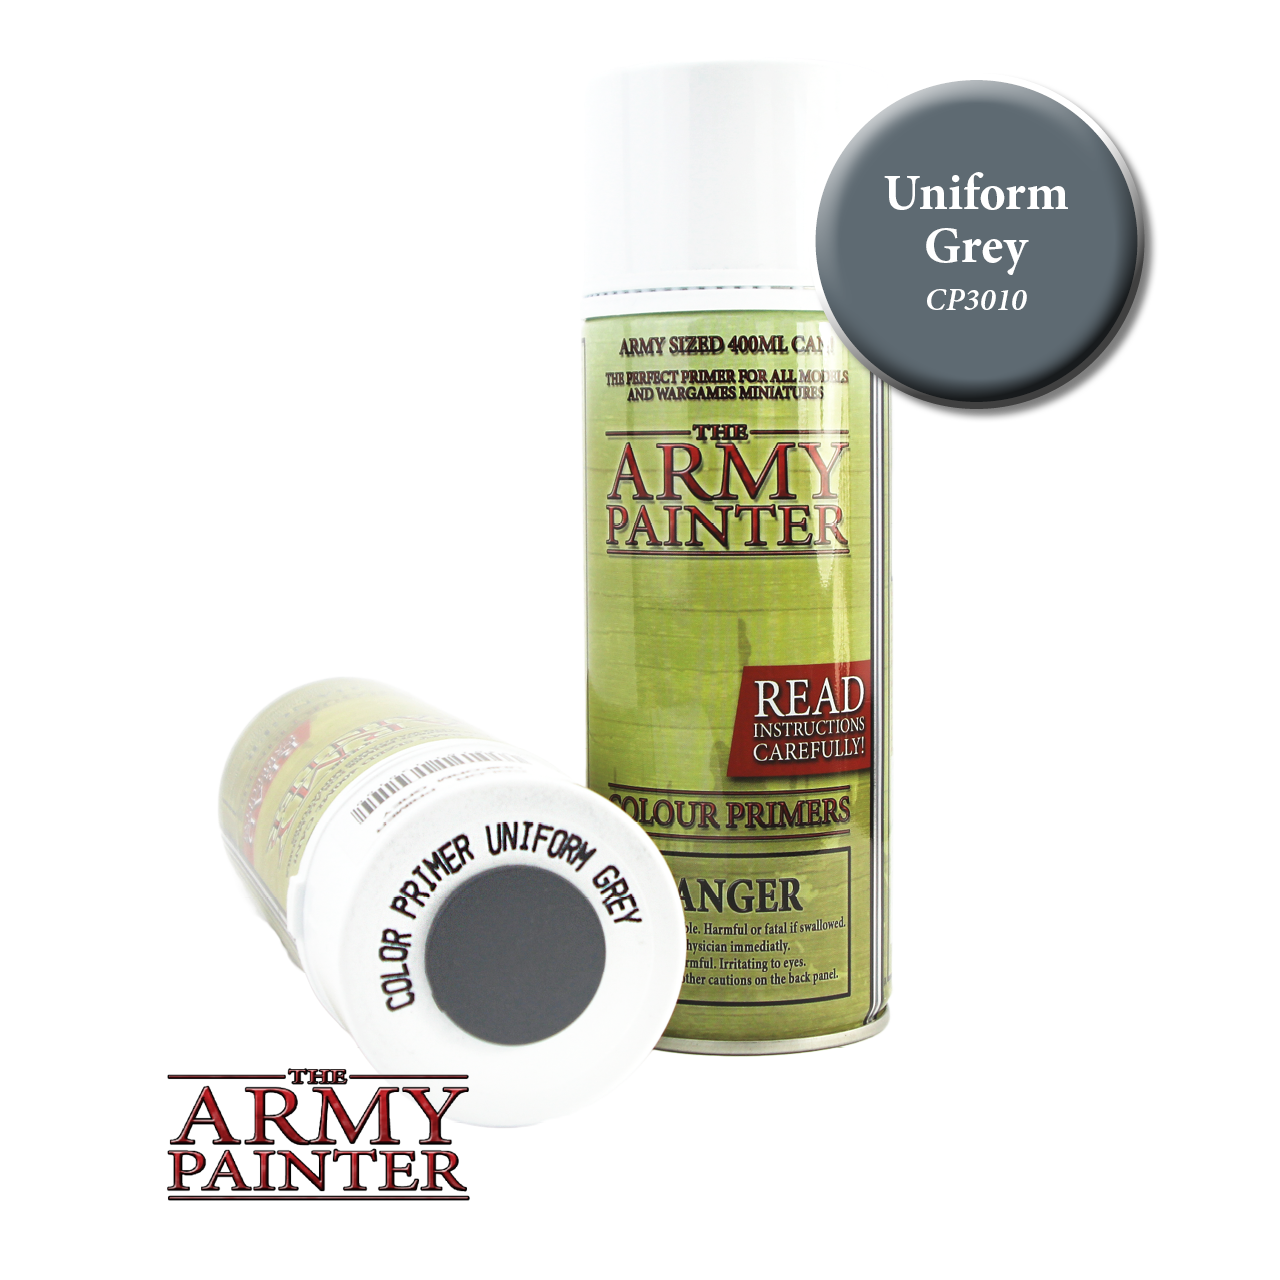 Uniform
Grey
CP3010
ARMY SIZED 400ML CAN
THE PERFECT PRIMER FOR ALL MODELS
AND WARGAMES MINIATURES
THE
ARMY
PAINTER
READ
INSTRUCTIONS
CAREFULLY!
COLOUR PRIMERS
ANGER
ble. Harmful or fatal if swallowed.
hysician immediatly.
rmful. Irritating to eyes.
other cautions on the back panel.
COLOR PRIMER UNIFORM GREY
THE
ARMY
PAINTER